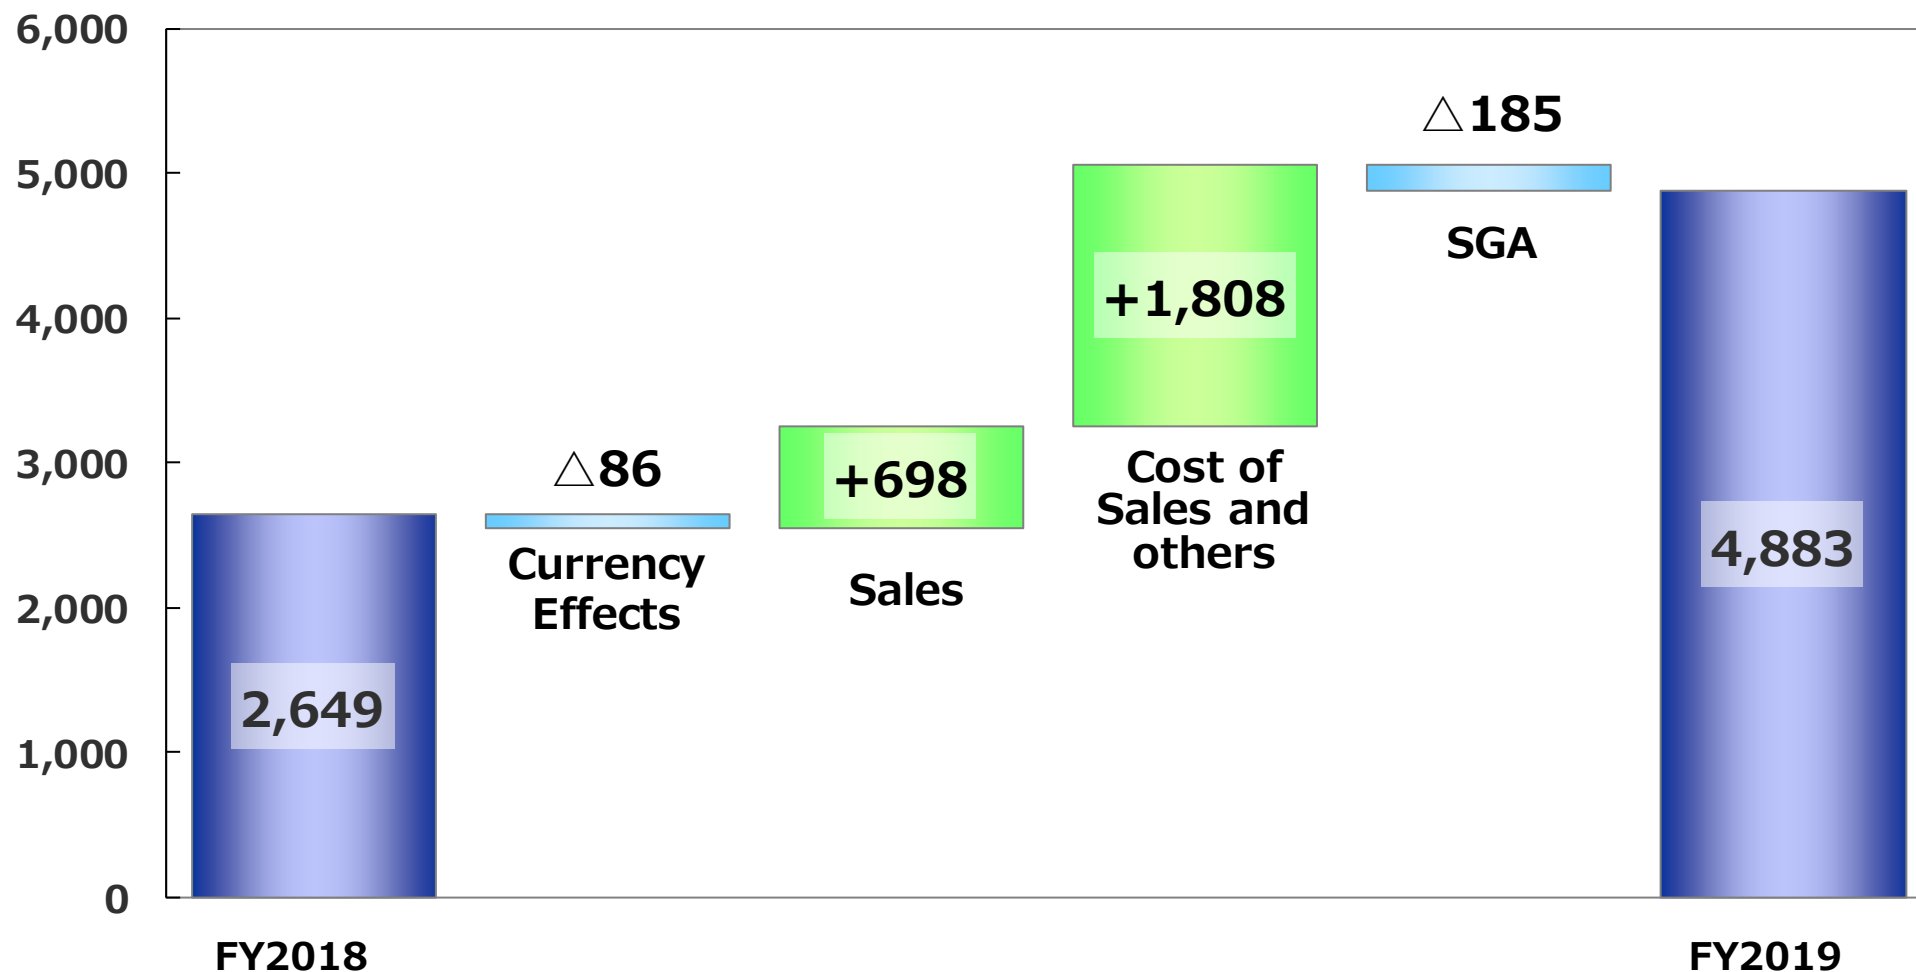 6,000
5,000
4,000
3,000
2,000
1,000
0
2,649
△86
Currency
Effects
+698
Sales
+1,808
Cost of
Sales and
others
△185
SGA
4,883
FY2018
FY2019